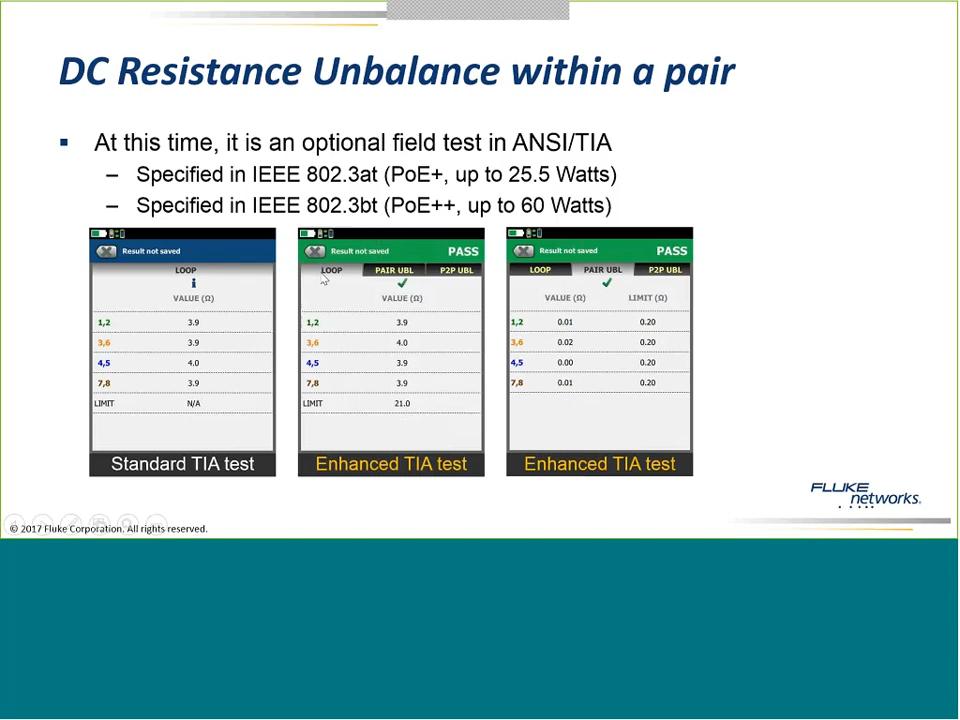 DC Resistance Unbalance within a pair
▪ At this time, it is an optional field test in ANSI/TIA
– Specified in IEEE 802.3at (PoE+, up to 25.5 Watts)
– Specified in IEEE 802.3bt (PoE++, up to 60 Watts)
Result not saved
LOOP
VALUE (Ω)
1,2 3.9
3,6 3.9
4,5 4.0
7,8 3.9
LIMIT N/A
Standard TIA test
Result not saved PASS
LOOP PAIR UBL P2P UBL
VALUE (Ω)
1,2 3.9
3,6 4.0
4,5 3.9
7,8 3.9
LIMIT 21.0
Enhanced TIA test
Result not saved PASS
LOOP PAIR UBL P2P UBL
VALUE (Ω) LIMIT (Ω)
1,2 0.01 0.20
3,6 0.02 0.20
4,5 0.00 0.20
7,8 0.01 0.20
Enhanced TIA test
FLUKE
networks®
© 2017 Fluke Corporation. All rights reserved.